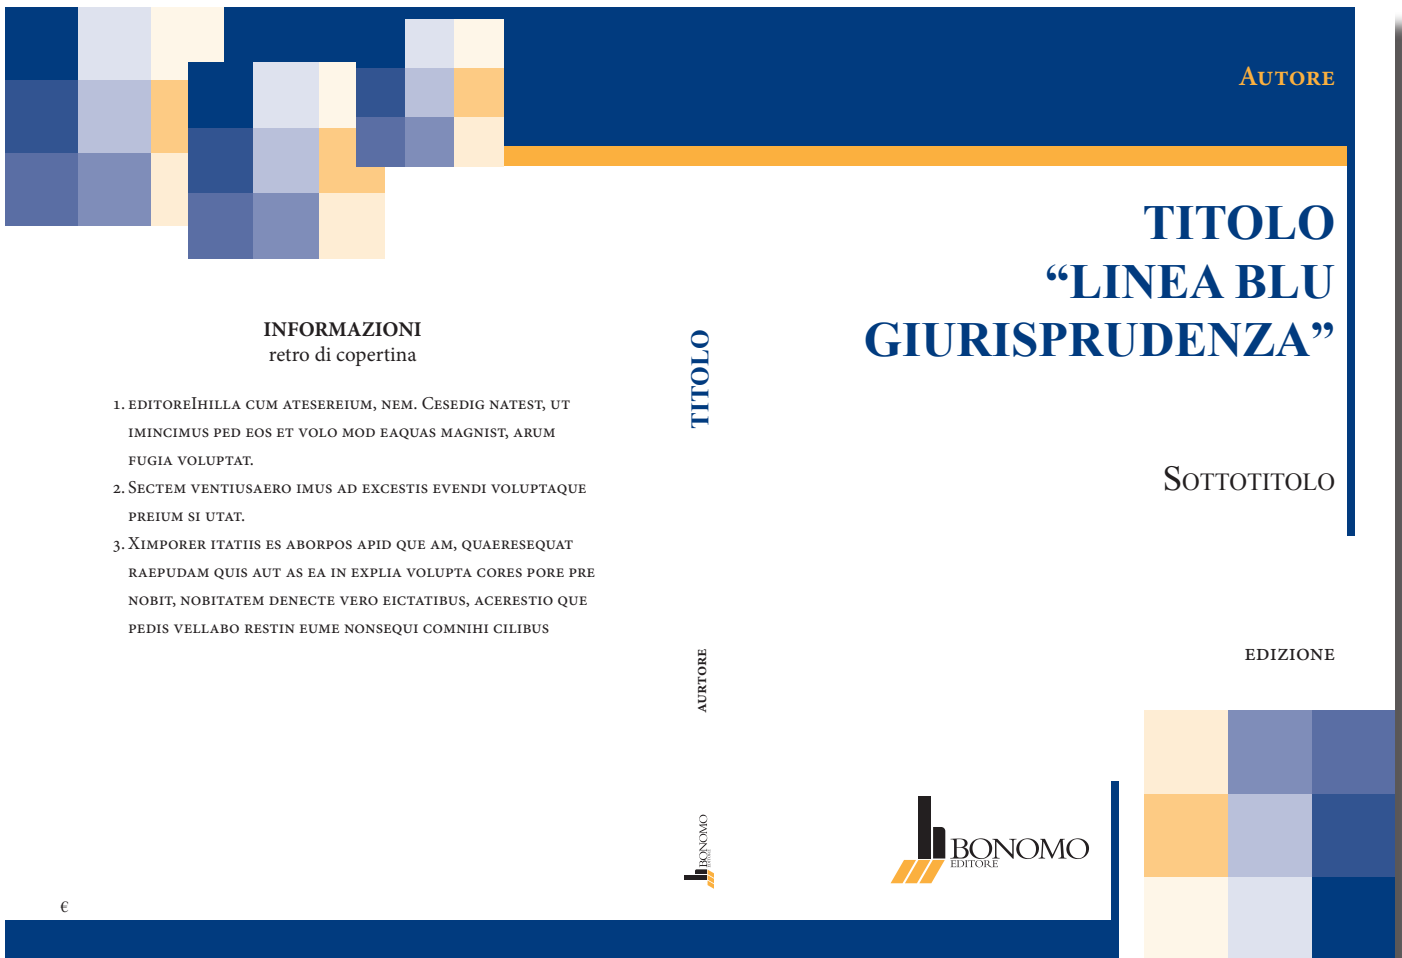 INFORMAZIONI
retro di copertina
1. EDITOREIHILLA CUM ATESEREIUM, NEM. CESEDIG NATEST, UT
IMINCIMUS PED EOS ET VOLO MOD EAQUAS MAGNIST, ARUM
FUGIA VOLUPTAT.
2. SECTEM VENTIUSAERO IMUS AD EXCESTIS EVENDI VOLUPTAQUE
PREIUM SI UTAT.
3. XIMPORER ITATIIS ES ABORPOS APID QUE AM, QUAERESEQUAT
RAEPUDAM QUIS AUT AS EA IN EXPLIA VOLUPTA CORES PORE PRE
NOBIT, NOBITATEM DENECTE VERO EICTATIBUS, ACERESTIO QUE
PEDIS VELLABO RESTIN EUME NONSEQUI COMNIHI CILIBUS
€
TITOLO
AURTORE
BONOMO
EDITORE
AUTORE
TITOLO
“LINEA BLU
GIURISPRUDENZA”
SOTTOTITOLO
EDIZIONE
BONOMO
EDITORE